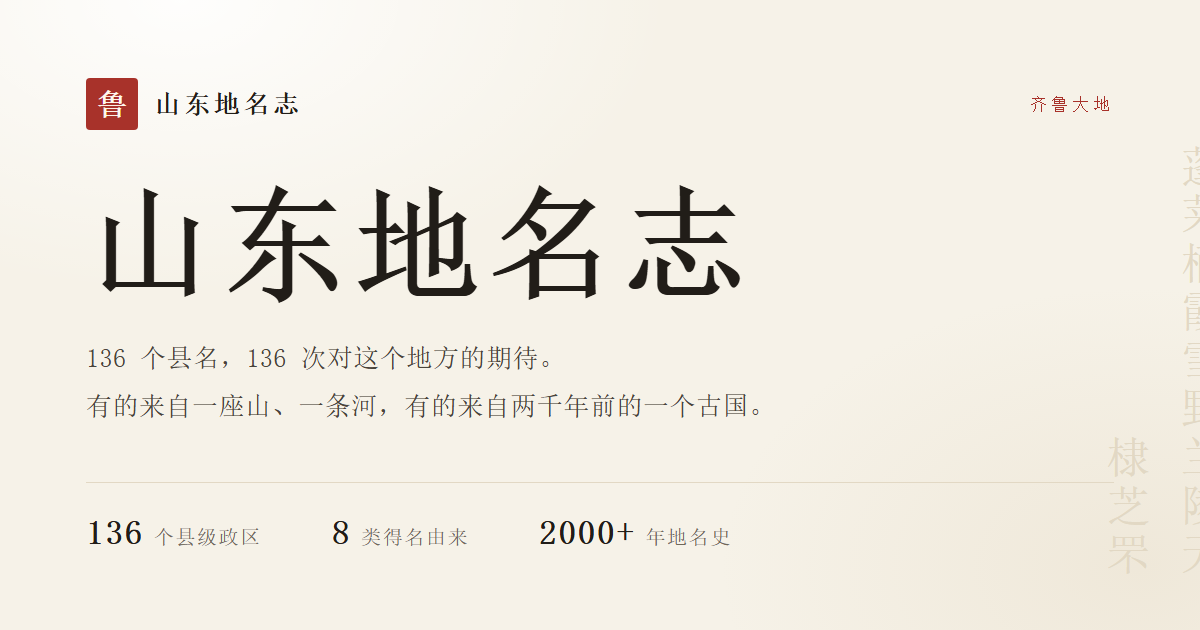 鲁 山东地名志
齐鲁大地
山东地名志
136 个县名，136 次对这个地方的期待。
有的来自一座山、一条河，有的来自两千年前的一个古国。
136 个县级政区
8 类得名由来
2000+ 年地名史
棣芝罘